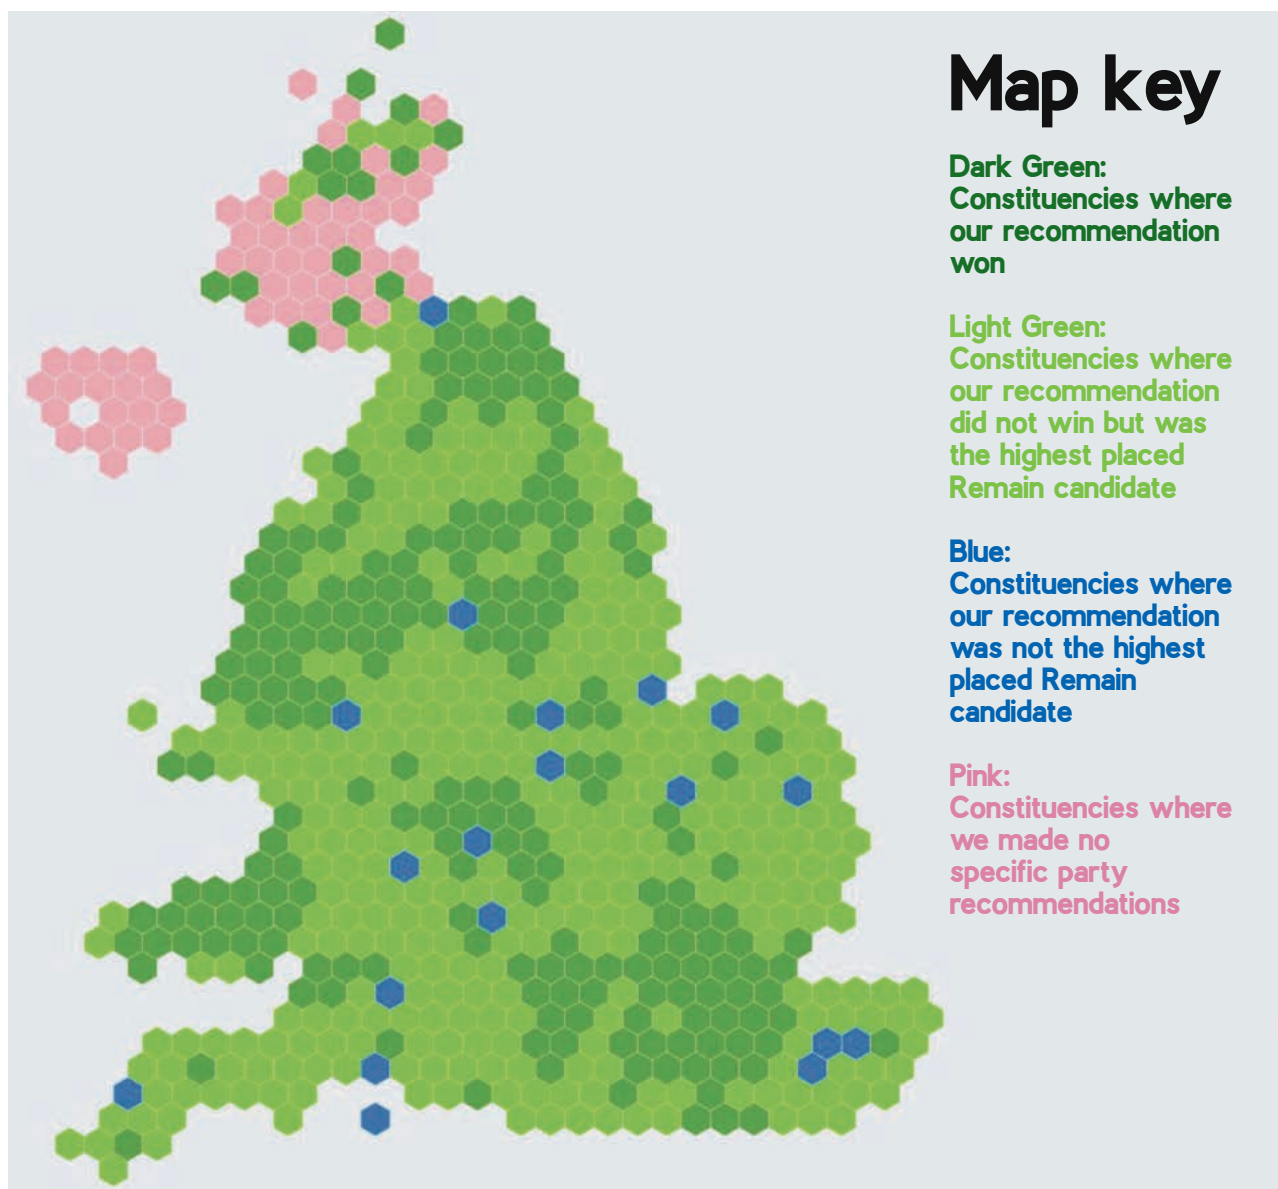 Map key
Dark Green:
Constituencies where
our recommendation
won
Light Green:
Constituencies where
our recommendation
did not win but was
the highest placed
Remain candidate
Blue:
Constituencies where
our recommendation
was not the highest
placed Remain
candidate
Pink:
Constituencies where
we made no
specific party
recommendations